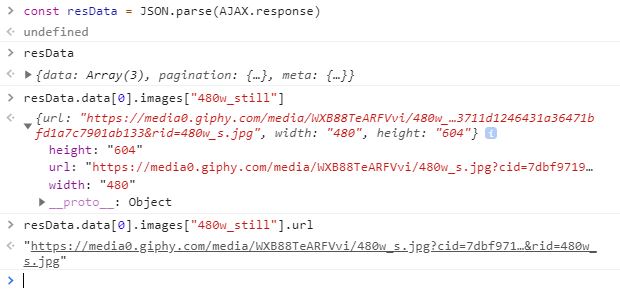 > const resData = JSON.parse(AJAX.response)
undefined
> resData
{data: Array(3), pagination: {…}, meta: {…}}
> resData.data[0].images["480w_still"]
{url: "https://media0.giphy.com/media/WXB88TeARFVvi/480w_…3711d1246431a36471b
fd1a7c7901ab133&rid=480w_s.jpg", width: "480", height: "604"} i
height: "604"
url: "https://media0.giphy.com/media/WXB88TeARFVvi/480w_s.jpg?cid=7dbf9719…
width: "480"
__proto__: Object
> resData.data[0].images["480w_still"].url
"https://media0.giphy.com/media/WXB88TeARFVvi/480w_s.jpg?cid=7dbf971…&rid=480w_
s.jpg"
>